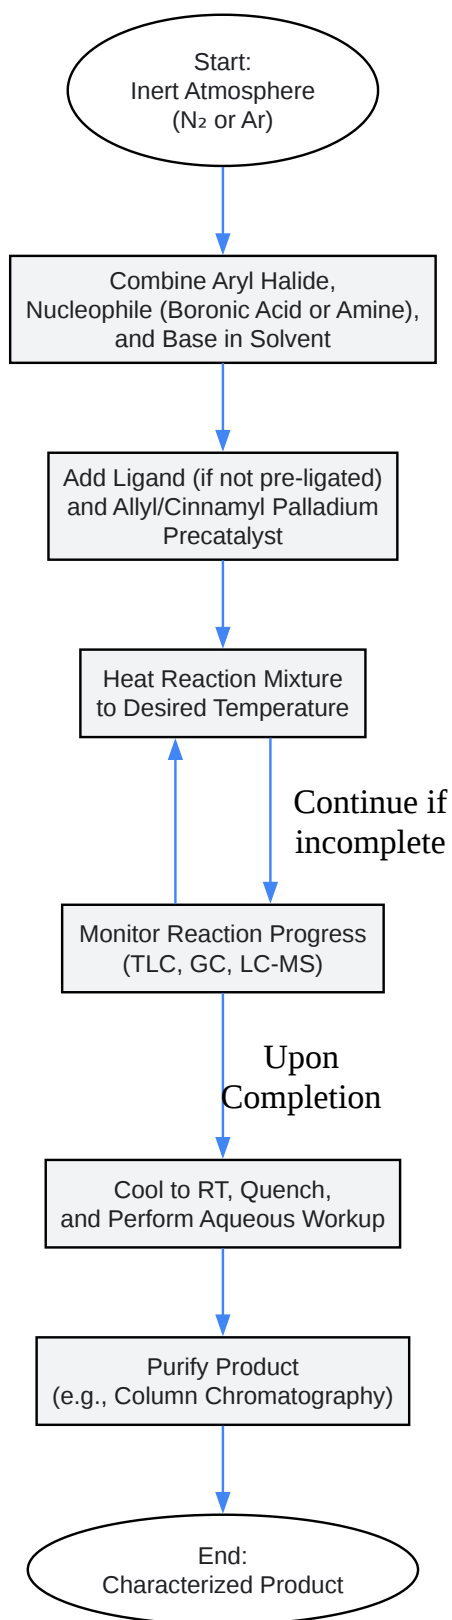 Start:
Inert Atmosphere
(N₂ or Ar)
Combine Aryl Halide,
Nucleophile (Boronic Acid or Amine),
and Base in Solvent
Add Ligand (if not pre-ligated)
and Allyl/Cinnamyl Palladium
Precatalyst
Heat Reaction Mixture
to Desired Temperature
Continue if
incomplete
Monitor Reaction Progress
(TLC, GC, LC-MS)
Upon
Completion
Cool to RT, Quench,
and Perform Aqueous Workup
Purify Product
(e.g., Column Chromatography)
End:
Characterized Product